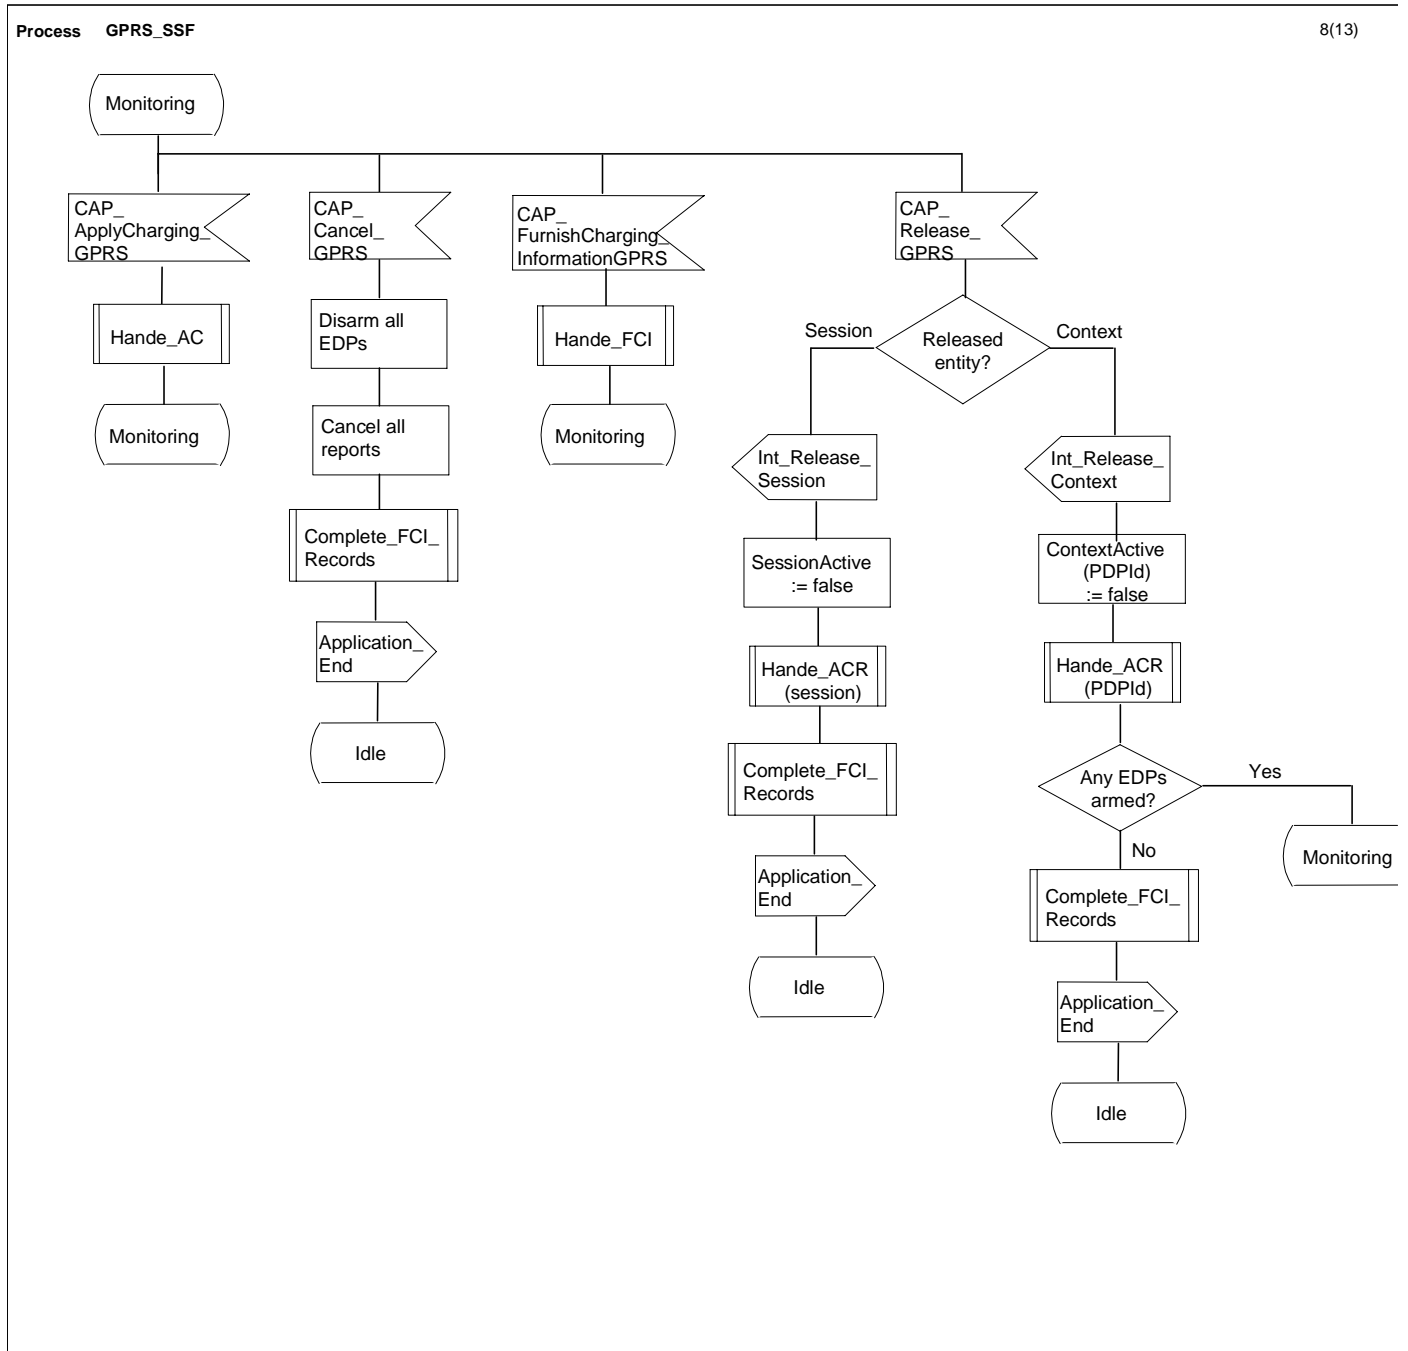 Process GPRS_SSF
8(13)
Monitoring
CAP_
ApplyCharging_
GPRS
CAP_
Cancel_
GPRS
CAP_
FurnishCharging_
InformationGPRS
CAP_
Release_
GPRS
Hande_AC
Disarm all
EDPs
Hande_FCI
Session
Released
entity?
Context
Monitoring
Cancel all
reports
Monitoring
Int_Release_
Session
Int_Release_
Context
Complete_FCI_
Records
SessionActive
:= false
ContextActive
(PDPId)
:= false
Application_
End
Hande_ACR
(session)
Hande_ACR
(PDPId)
Idle
Complete_FCI_
Records
Any EDPs
armed?
Yes
Monitoring
No
Application_
End
Complete_FCI_
Records
Idle
Application_
End
Idle